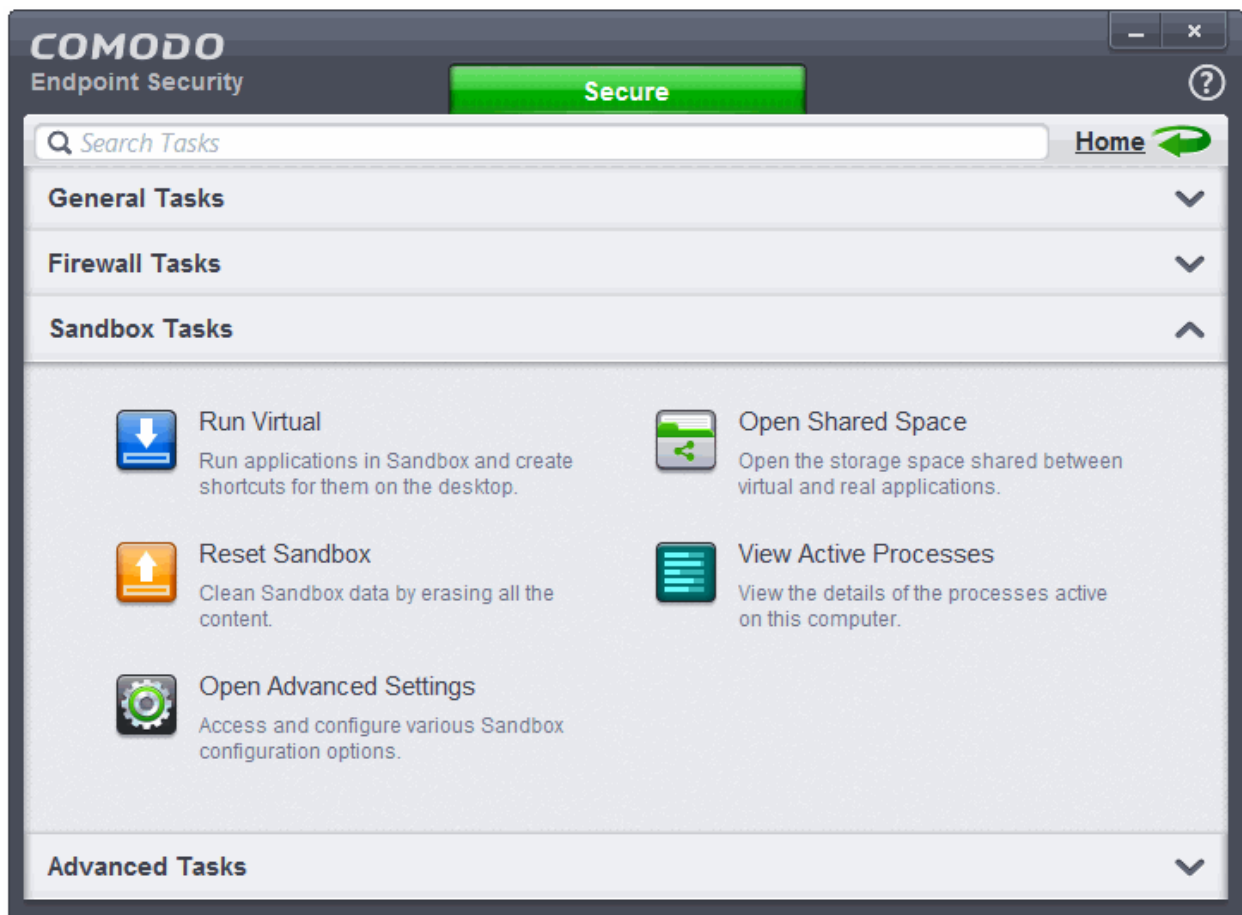 COMODO
Endpoint Security
Secure
Search Tasks
Home
General Tasks
Firewall Tasks
Sandbox Tasks
Run Virtual
Run applications in Sandbox and create
shortcuts for them on the desktop.
Open Shared Space
Open the storage space shared between
virtual and real applications.
Reset Sandbox
Clean Sandbox data by erasing all the
content.
View Active Processes
View the details of the processes active
on this computer.
Open Advanced Settings
Access and configure various Sandbox
configuration options.
Advanced Tasks